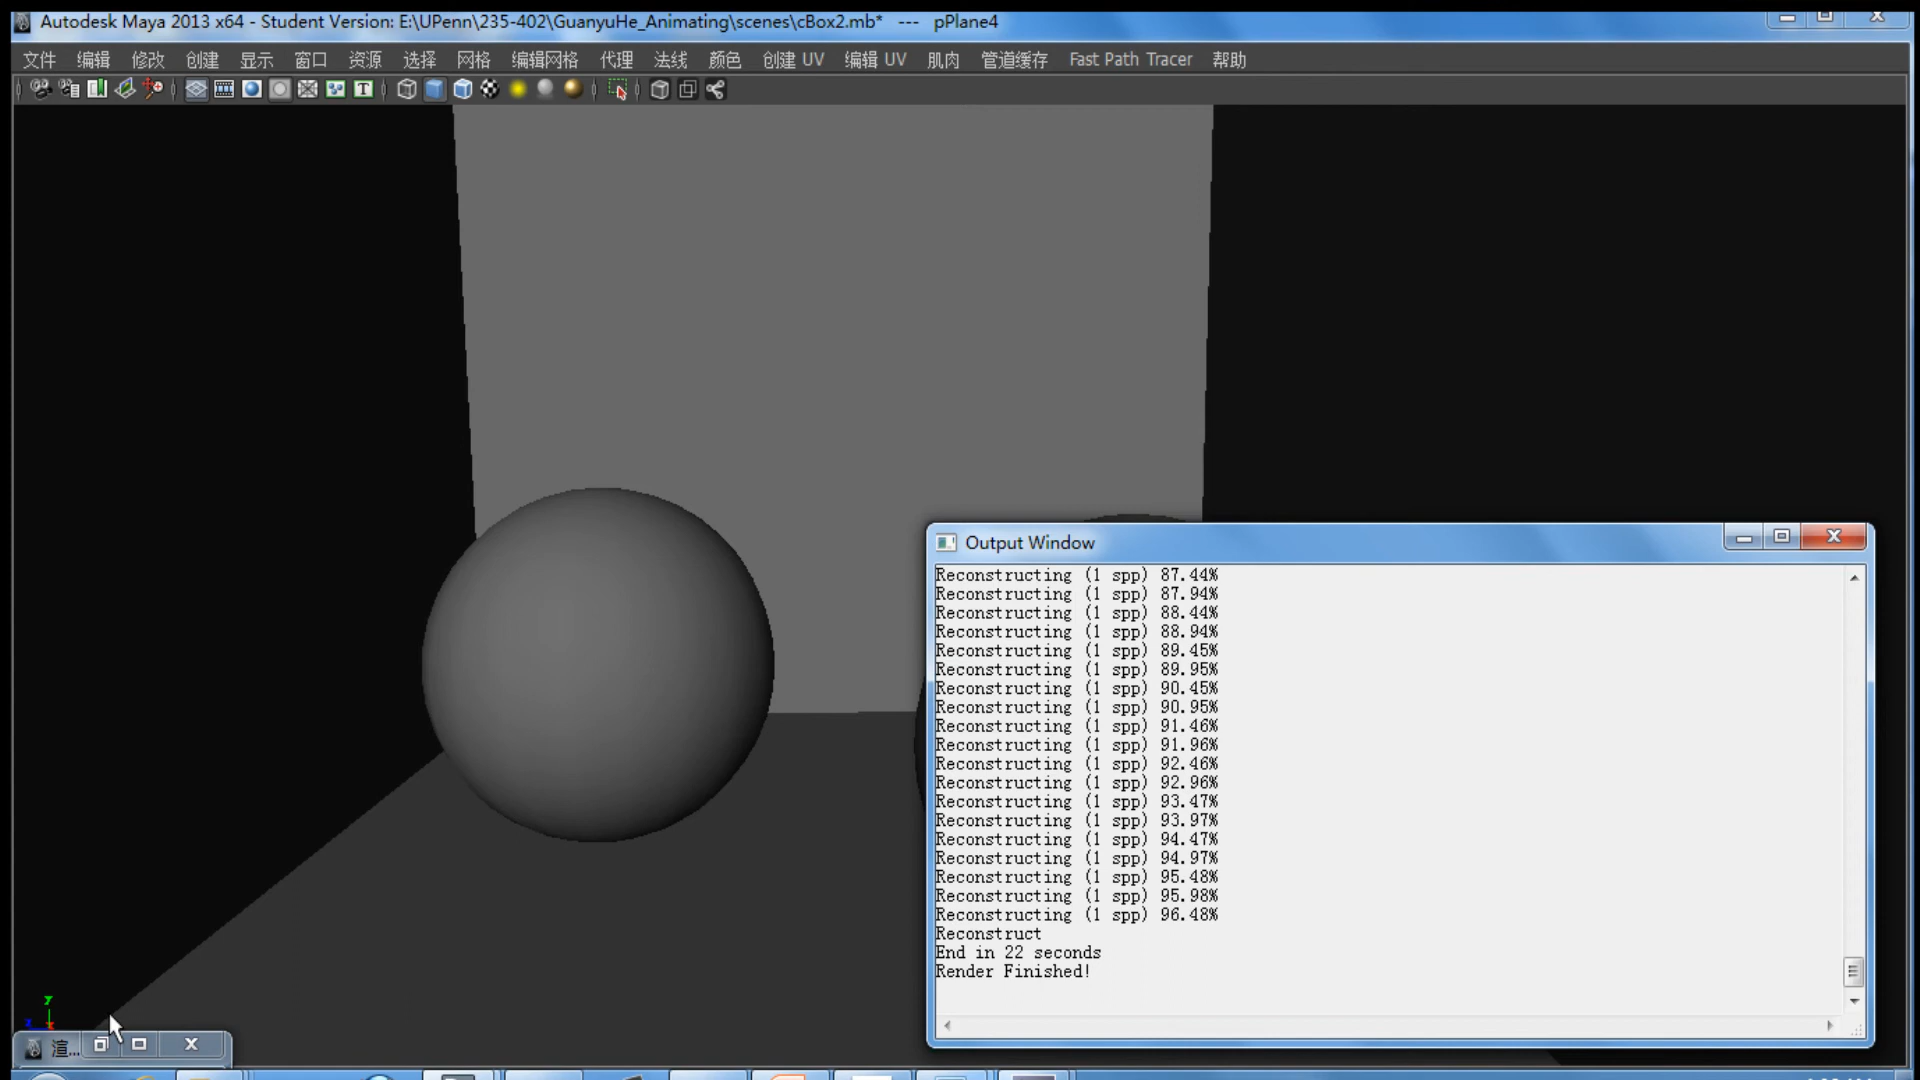 Autodesk Maya 2013 x64 - Student Version: E:\UPenn\235-402\GuanyuHe_Animating\scenes\cBox2.mb*   ---   pPlane4
文件 编辑 修改 创建 显示 窗口 资源 选择 网格 编辑网格 代理 法线 颜色 创建 UV 编辑 UV 肌肉 管道缓存 Fast Path Tracer 帮助
T
Output Window
Reconstructing (1 spp) 87.44%
Reconstructing (1 spp) 87.94%
Reconstructing (1 spp) 88.44%
Reconstructing (1 spp) 88.94%
Reconstructing (1 spp) 89.45%
Reconstructing (1 spp) 89.95%
Reconstructing (1 spp) 90.45%
Reconstructing (1 spp) 90.95%
Reconstructing (1 spp) 91.46%
Reconstructing (1 spp) 91.96%
Reconstructing (1 spp) 92.46%
Reconstructing (1 spp) 92.96%
Reconstructing (1 spp) 93.47%
Reconstructing (1 spp) 93.97%
Reconstructing (1 spp) 94.47%
Reconstructing (1 spp) 94.97%
Reconstructing (1 spp) 95.48%
Reconstructing (1 spp) 95.98%
Reconstructing (1 spp) 96.48%
Reconstruct
End in 22 seconds
Render Finished!
y
渲...